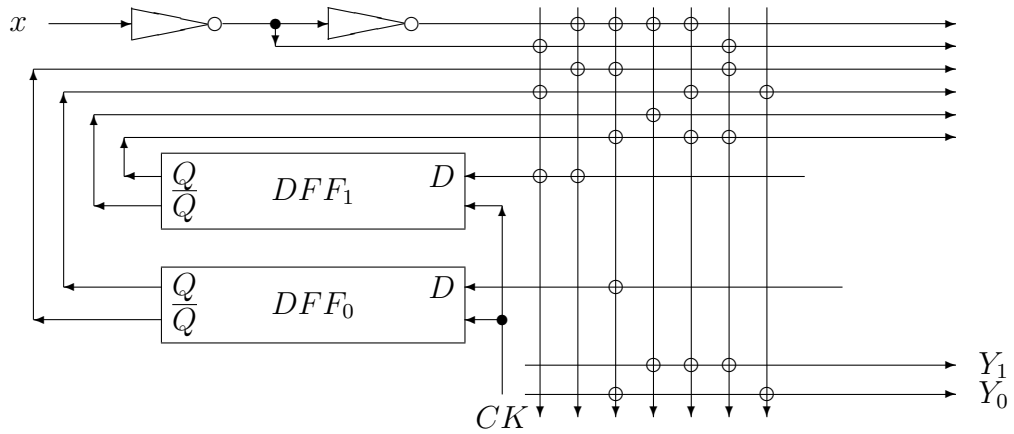 x
Q
Q̅ DFF₁ D
Q
Q̅ DFF₀ D
Y₁
Y₀
CK